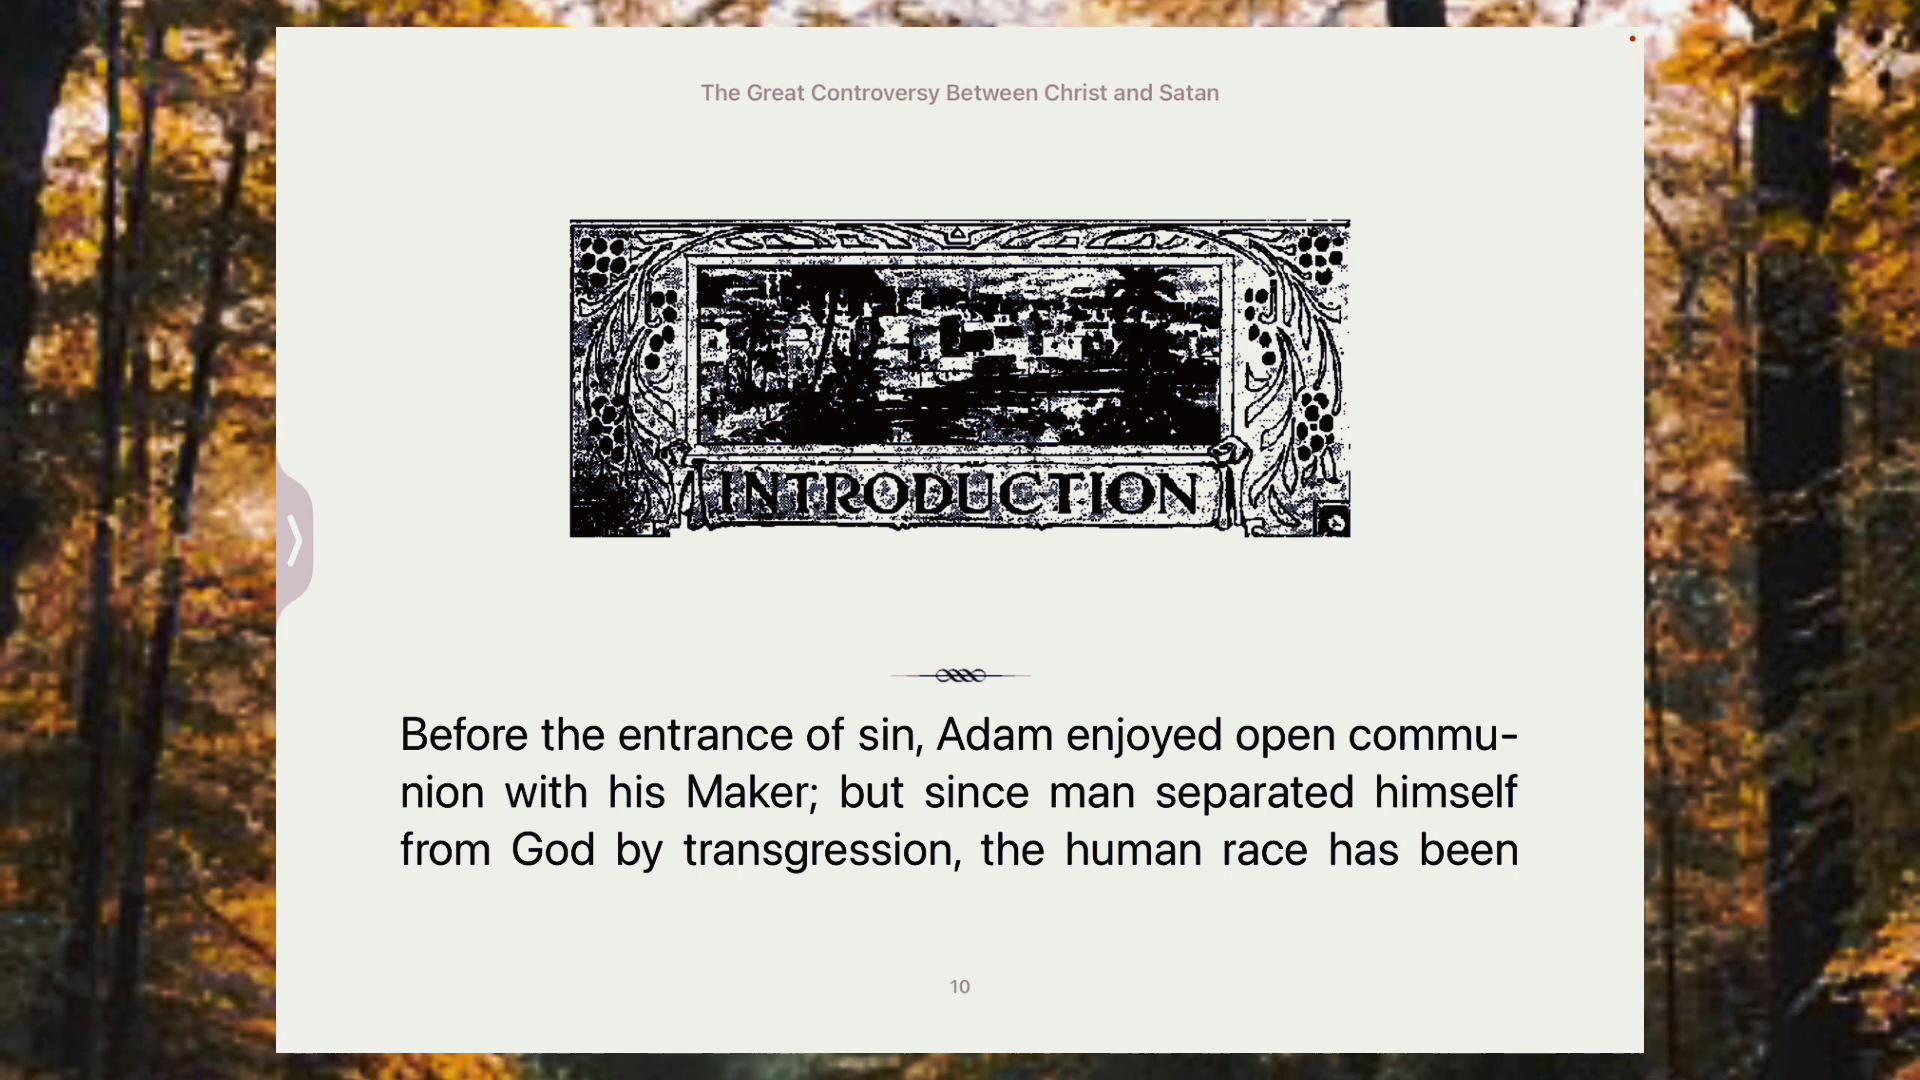 The Great Controversy Between Christ and Satan
INTRODUCTION
Before the entrance of sin, Adam enjoyed open commu-
nion with his Maker; but since man separated himself
from God by transgression, the human race has been
10